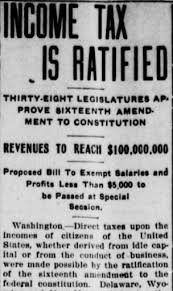 INCOME TAX
IS RATIFIED
THIRTY-EIGHT LEGISLATURES AP-
PROVE SIXTEENTH AMEND-
MENT TO CONSTITUTION
REVENUES TO REACH $100,000,000
Proposed Bill To Exempt Salaries and
Profits Less Than $5,000 to
be Passed at Special
Session.
Washington.—Direct taxes upon the
incomes of citizens of the United
States, whether derived from idle cap-
ital or from the conduct of business,
were made possible by the ratification
of the sixteenth amendment to the
federal constitution. Delaware, Wyo-